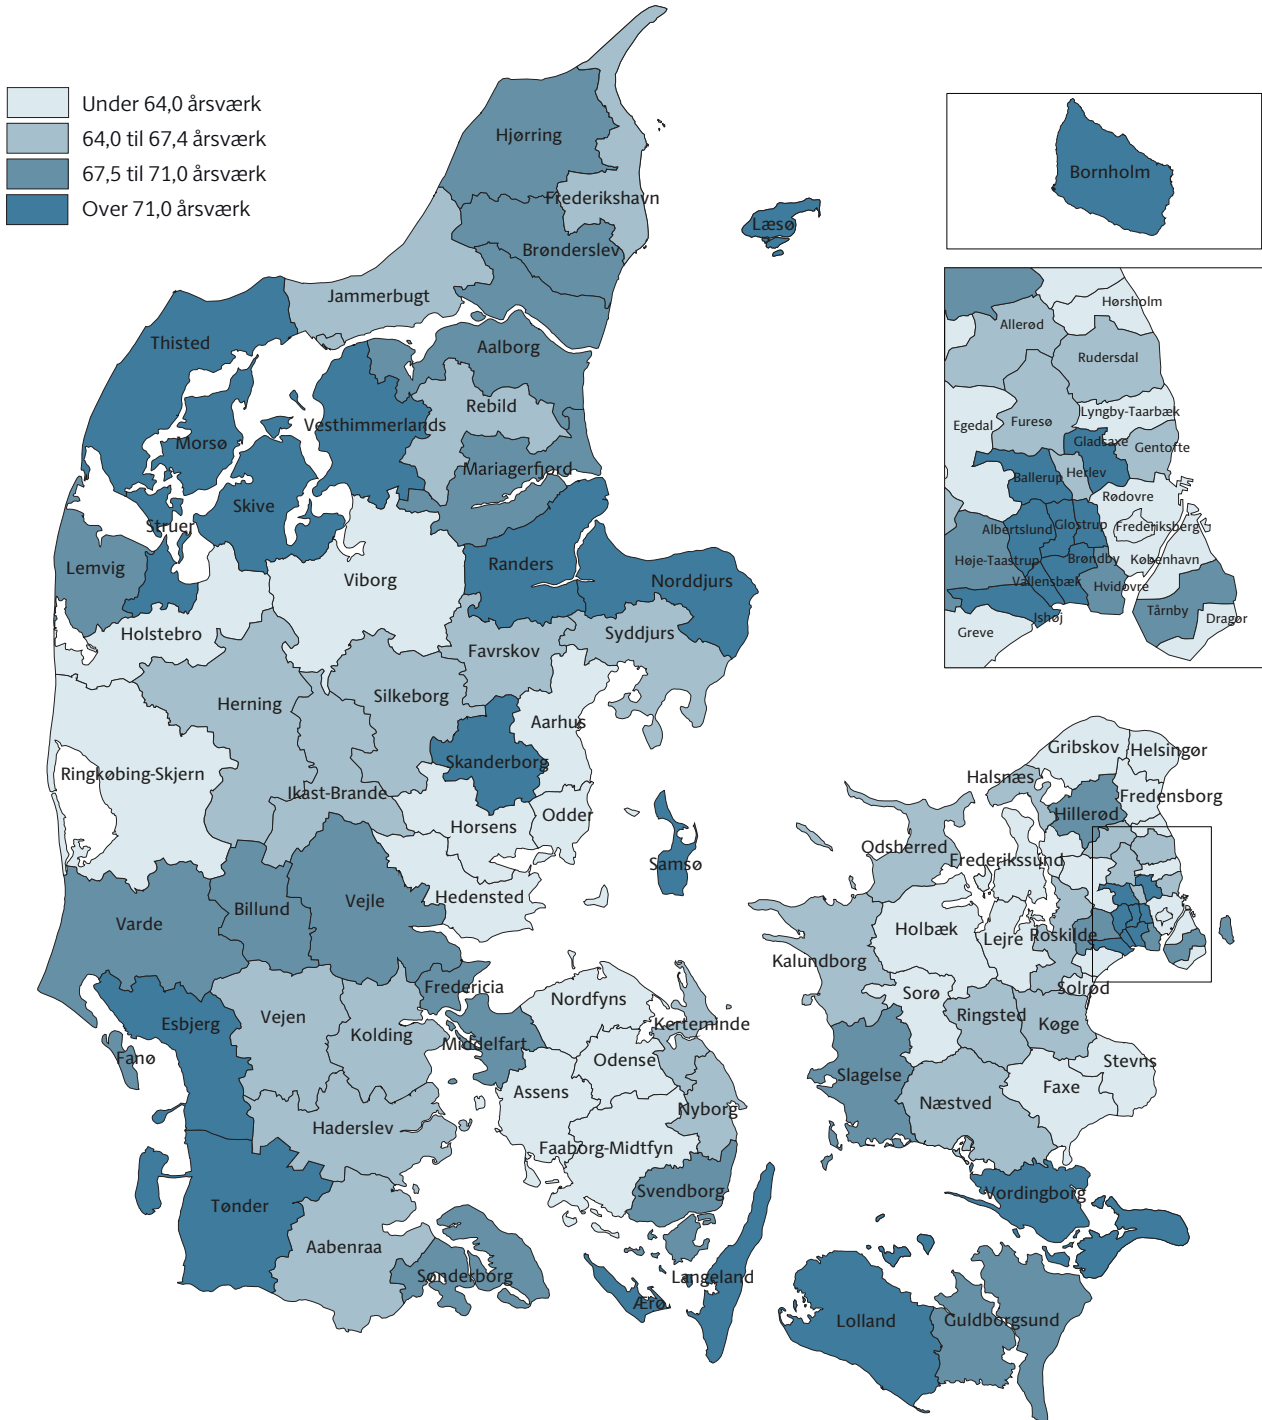 Under 64,0 årsværk
64,0 til 67,4 årsværk
67,5 til 71,0 årsværk
Over 71,0 årsværk
Hjørring
Frederikshavn
Læsø
Brønderslev
Jammerbugt
Thisted
Aalborg
Rebild
Vesthimmerlands
Morsø
Mariagerfjord
Skive
Struer
Lemvig
Viborg
Randers
Norddjurs
Holstebro
Syddjurs
Favrskov
Herning
Silkeborg
Aarhus
Skanderborg
Ringkøbing-Skjern
Ikast-Brande
Horsens
Odder
Samsø
Hedensted
Vejle
Billund
Varde
Fredericia
Nordfyns
Esbjerg
Vejen
Kolding
Kerteminde
Middelfart
Odense
Fanø
Assens
Nyborg
Haderslev
Faaborg-Midtfyn
Svendborg
Tønder
Aabenraa
Sønderborg
Langeland
Ærø
Bornholm
Hørsholm
Allerød
Rudersdal
Lyngby-Taarbæk
Egedal
Furesø
Gladsaxe
Gentofte
Ballerup
Herlev
Rødovre
Albertslund
Glostrup
Frederiksberg
Høje-Taastrup
Brøndby
København
Vallensbæk
Hvidovre
Ishøj
Tårnby
Dragør
Greve
Gribskov
Helsingør
Halsnæs
Fredensborg
Hillerød
Odsherred
Frederikssund
Holbæk
Lejre
Roskilde
Kalundborg
Solrød
Sorø
Ringsted
Køge
Stevns
Slagelse
Faxe
Næstved
Vordingborg
Lolland
Guldborgsund